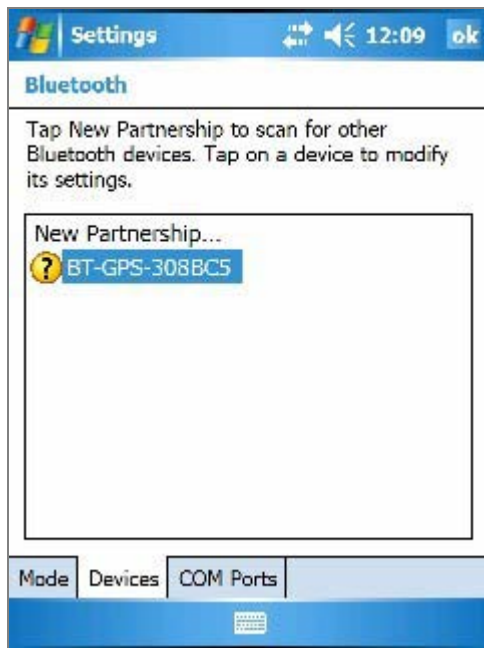 Settings 12:09 ok
Bluetooth
Tap New Partnership to scan for other
Bluetooth devices. Tap on a device to modify
its settings.
New Partnership...
? BT-GPS-308BC5
Mode Devices COM Ports